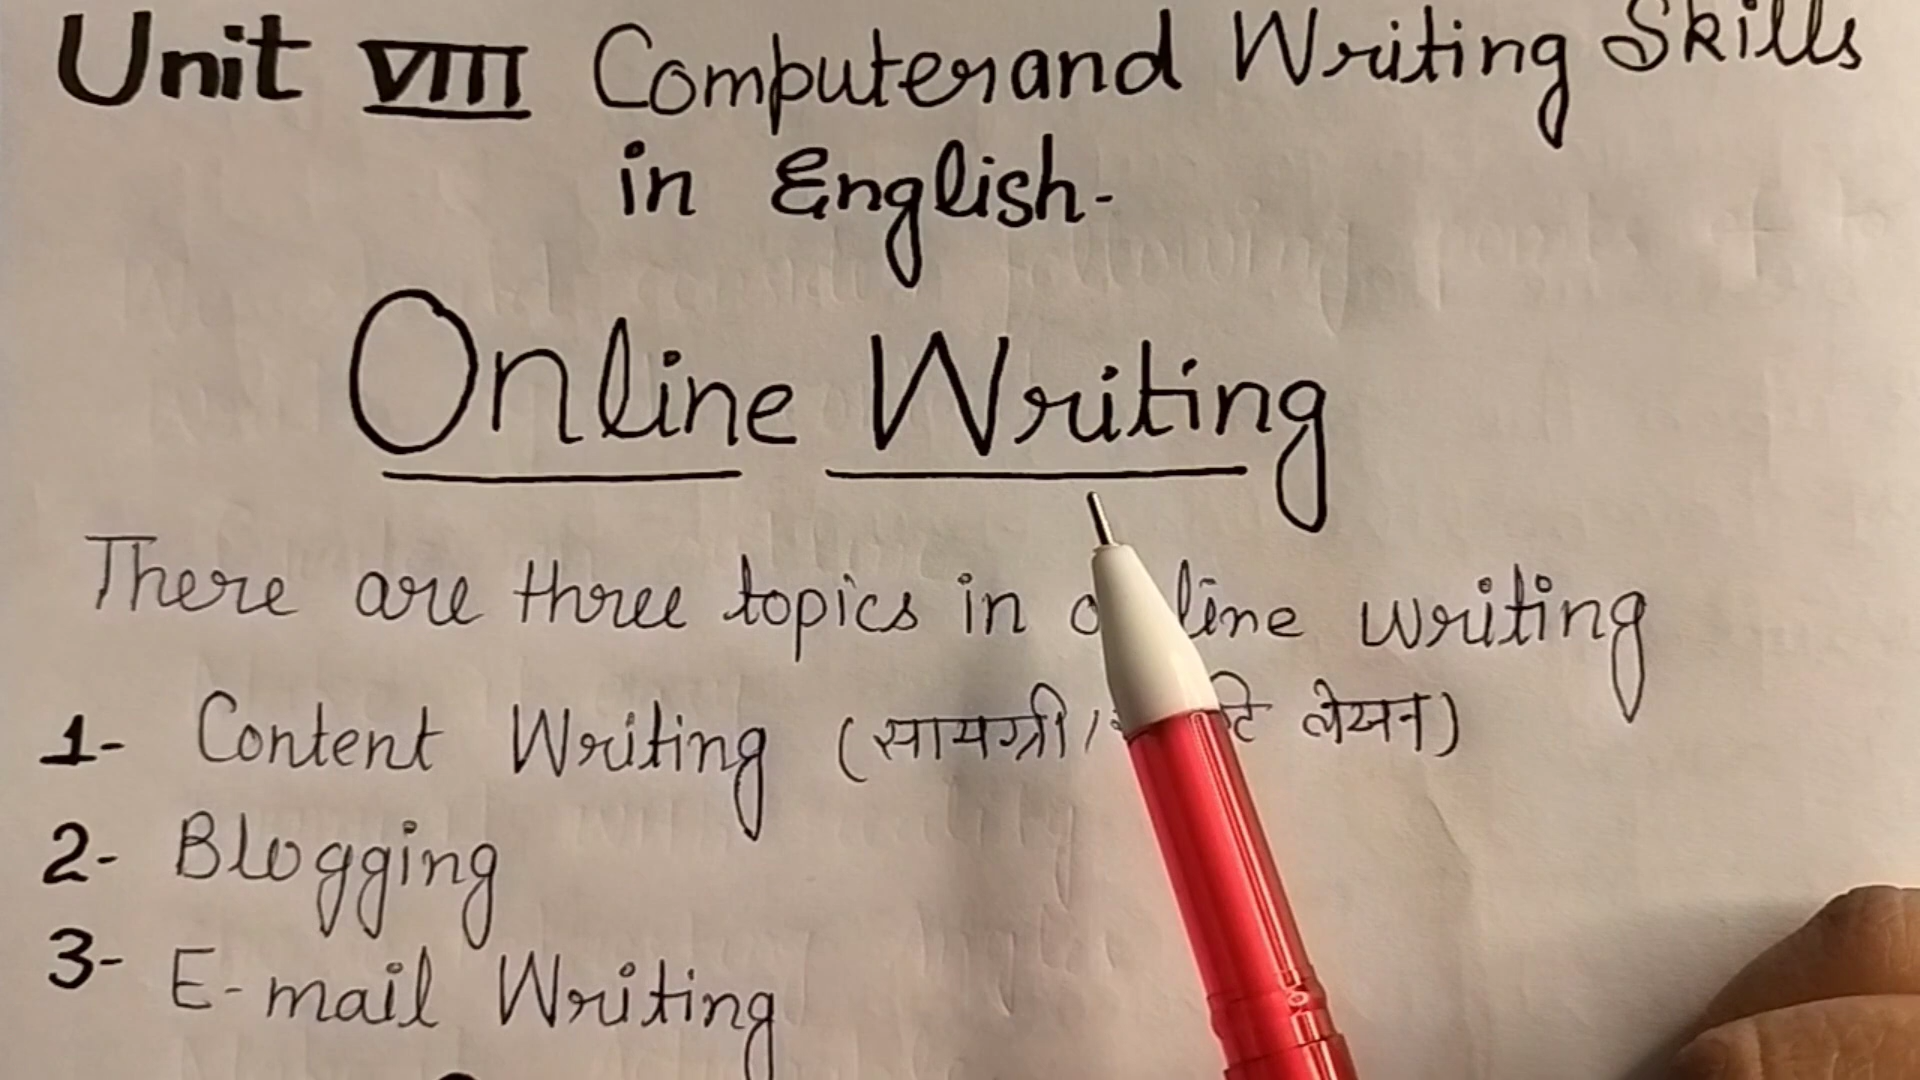 Unit VIII Computer and Writing Skills
in English-
Online Writing
There are three topics in online writing
1- Content Writing (सामग्री/ लेखन)
2- Blogging
3- E-mail Writing